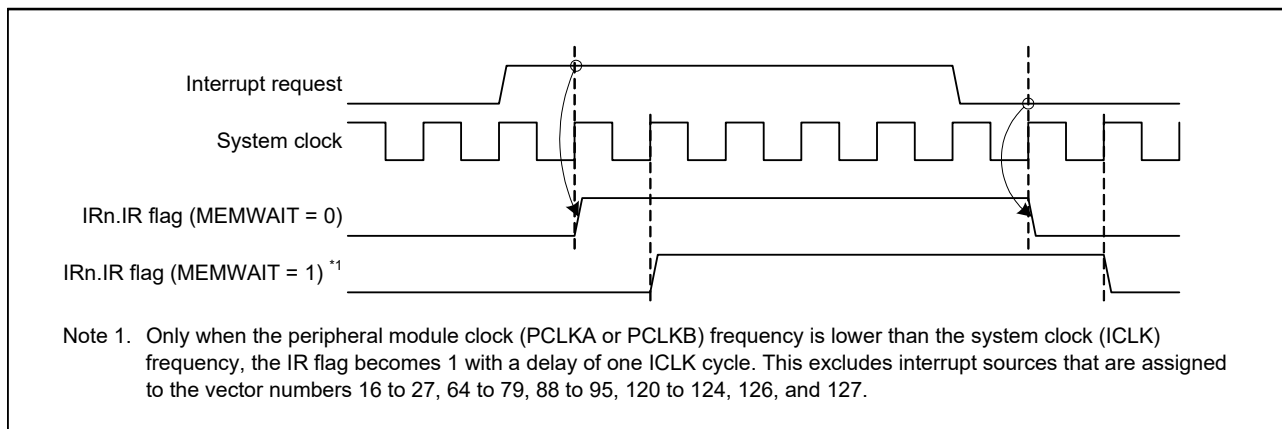 Interrupt request
System clock
IRn.IR flag (MEMWAIT = 0)
IRn.IR flag (MEMWAIT = 1) *1
Note 1. Only when the peripheral module clock (PCLKA or PCLKB) frequency is lower than the system clock (ICLK)
frequency, the IR flag becomes 1 with a delay of one ICLK cycle. This excludes interrupt sources that are assigned
to the vector numbers 16 to 27, 64 to 79, 88 to 95, 120 to 124, 126, and 127.